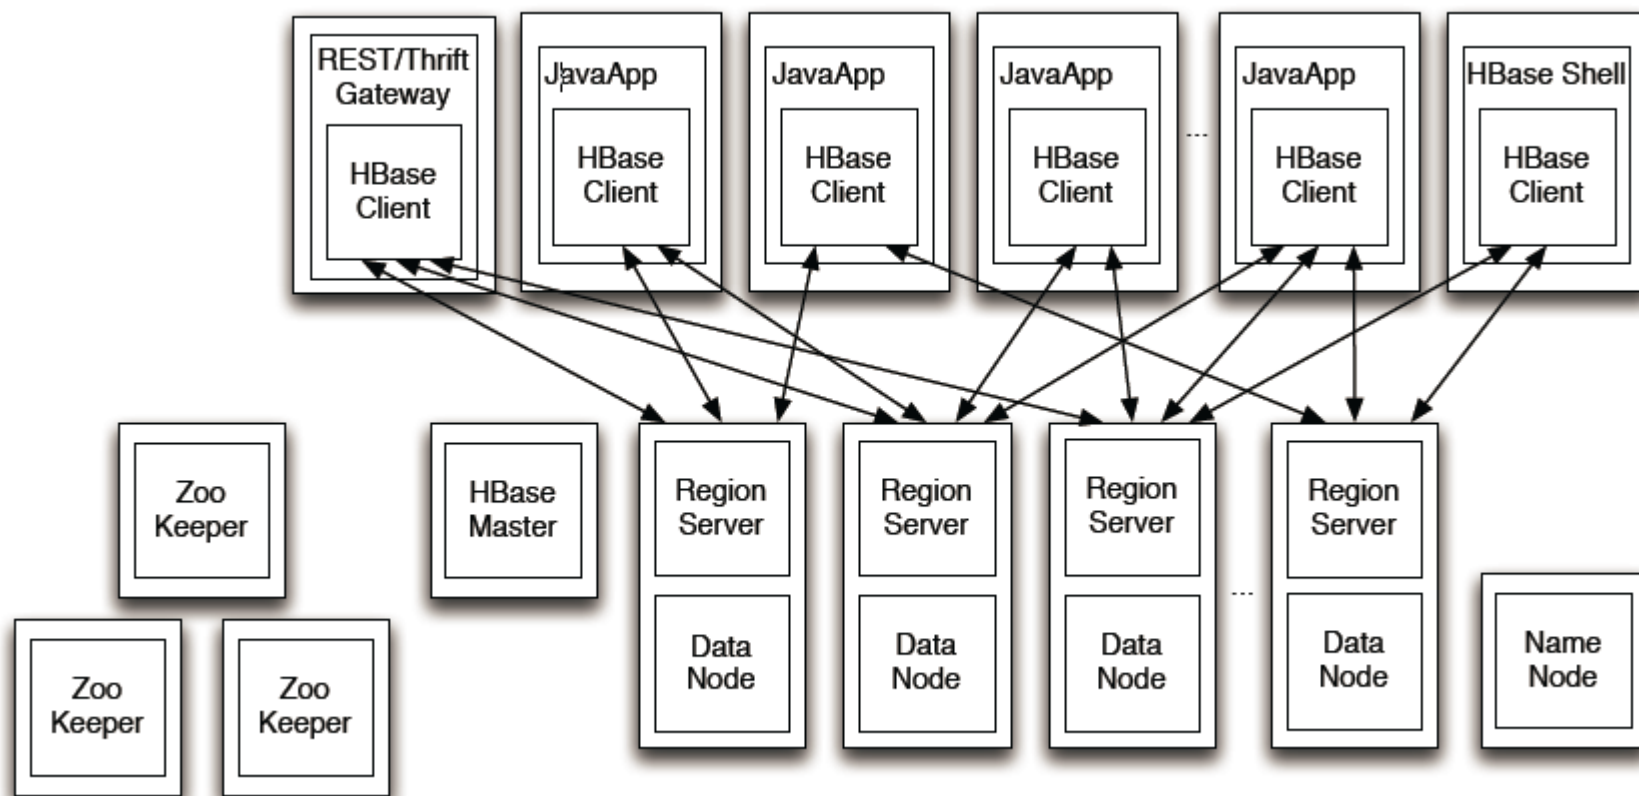 REST/Thrift
Gateway
HBase
Client
JavaApp
HBase
Client
JavaApp
HBase
Client
JavaApp
HBase
Client
...
JavaApp
HBase
Client
HBase Shell
HBase
Client
Zoo
Keeper
HBase
Master
Region
Server
Region
Server
Region
Server
Region
Server
Zoo
Keeper
Zoo
Keeper
Data
Node
Data
Node
Data
Node
...
Data
Node
Name
Node